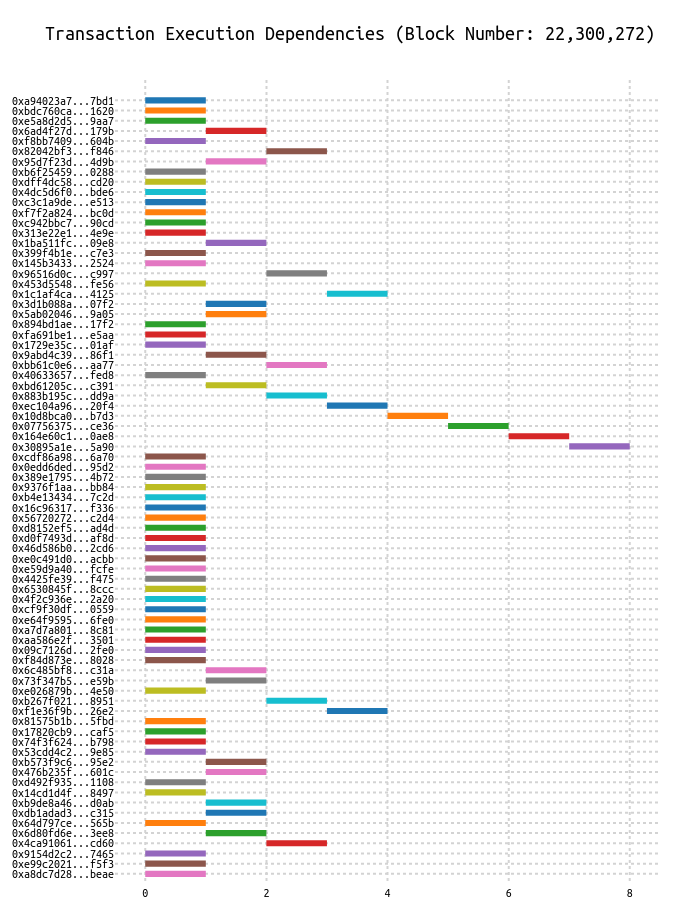 Transaction Execution Dependencies (Block Number: 22,300,272)
0xa94023a7...7bd1
0xbdc760ca...1620
0xe5a8d2d5...9aa7
0x6ad4f27d...179b
0xf8bb7409...604b
0x82042bf3...f846
0x95d7f23d...4d9b
0xb6f25459...0288
0xdff4dc58...cd20
0x4dc5d6f0...bde6
0xc3c1a9de...e513
0xf7f2a824...bc0d
0xc942bbc7...90cd
0x313e22e1...4e9e
0x1ba511fc...09e8
0x399f4b1e...c7e3
0x145b3433...2524
0x96516d0c...c997
0x453d5548...fe56
0x1c1af4ca...4125
0x3d1b088a...07f2
0x5ab02046...9a05
0x894bd1ae...17f2
0xfa691be1...e5aa
0x1729e35c...01af
0x9abd4c39...86f1
0xbb61c0e6...aa77
0x40633657...fed8
0xbd61205c...c391
0x883b195c...dd9a
0xec104a96...20f4
0x10d8bca0...b7d3
0x07756375...ce36
0x164e60c1...0ae8
0x30895a1e...5a90
0xcdf86a98...6a70
0x0edd6ded...95d2
0x389e1795...4b72
0x9376f1aa...bb84
0xb4e13434...7c2d
0x16c96317...f336
0x56720272...c2d4
0xd8152ef5...ad4d
0xd0f7493d...af8d
0x46d586b0...2cd6
0xe0c491d0...acbb
0xe59d9a40...fcfe
0x4425fe39...f475
0x6530845f...8ccc
0x4f2c936e...2a20
0xcf9f30df...0559
0xe64f9595...6fe0
0xa7d7a801...8c81
0xaa586e2f...3501
0x09c7126d...2fe0
0xf84d873e...8028
0x6c485bf8...c31a
0x73f347b5...e59b
0xe026879b...4e50
0xb267f021...8951
0xf1e36f9b...26e2
0x81575b1b...5fbd
0x17820cb9...caf5
0x74f3f624...b798
0x53cdd4c2...9e85
0xb573f9c6...95e2
0x476b235f...601c
0xd492f935...1108
0x14cd1d4f...8497
0xb9de8a46...d0ab
0xdb1adad3...c315
0x64d797ce...565b
0x6d80fd6e...3ee8
0x4ca91061...cd60
0x9154d2c2...7465
0xe99c2021...f5f3
0xa8dc7d28...beae
0 2 4 6 8